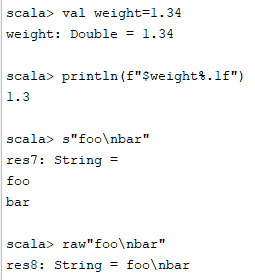 scala> val weight=1.34
weight: Double = 1.34
scala> println(f"$weight%.1f")
1.3
scala> s"foo\nbar"
res7: String =
foo
bar
scala> raw"foo\nbar"
res8: String = foo\nbar